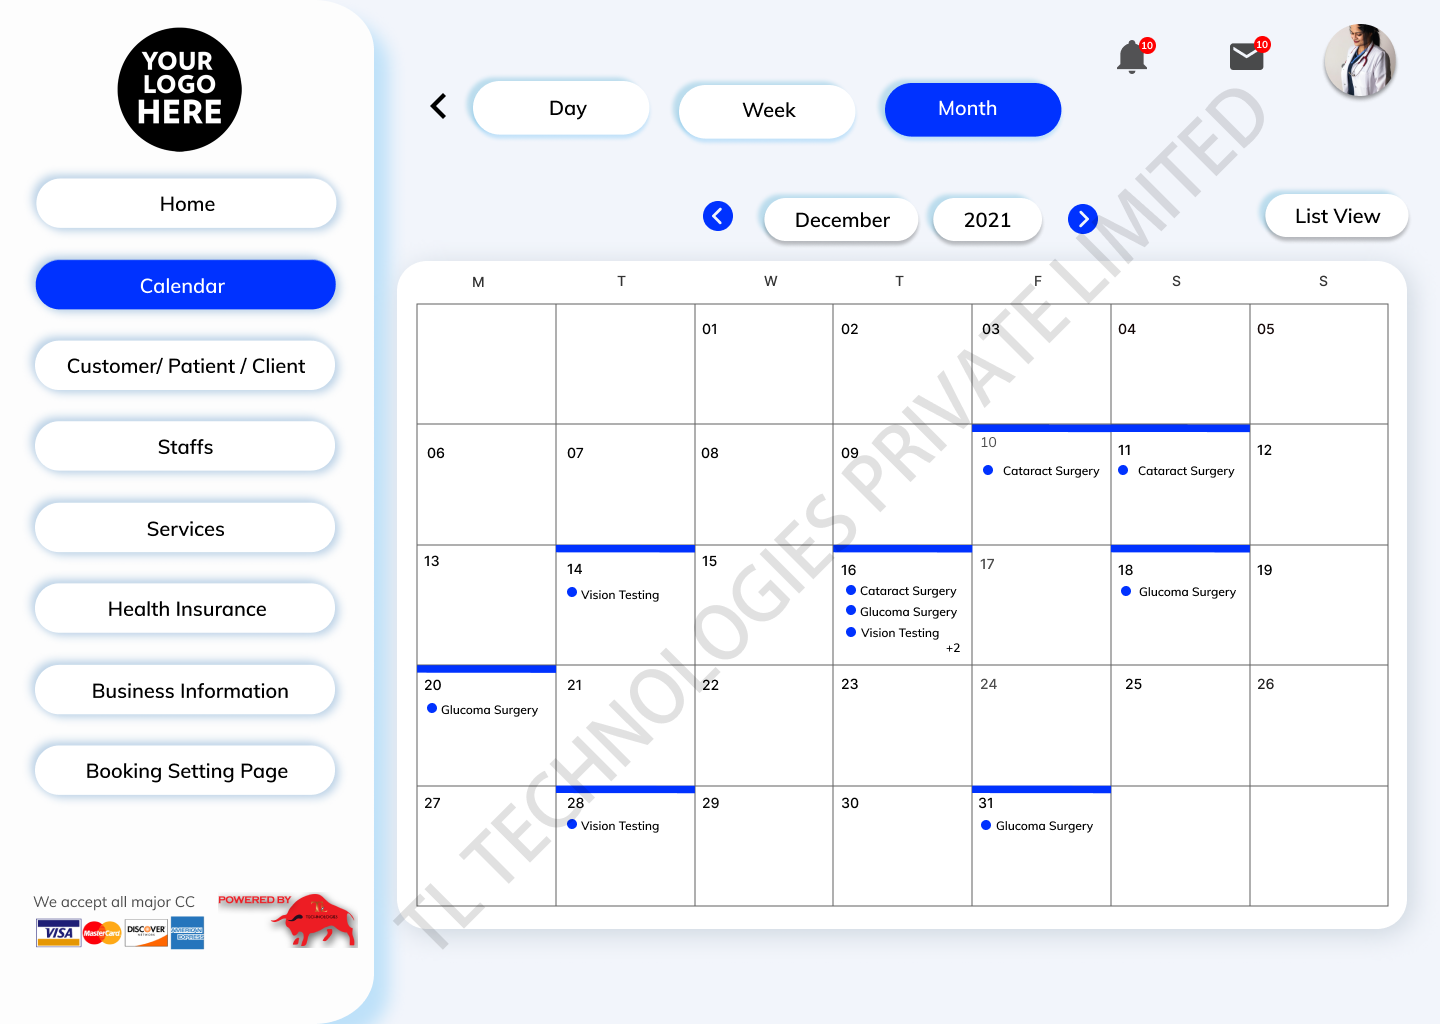 YOUR
LOGO
HERE
Home
Calendar
Customer/ Patient / Client
Staffs
Services
Health Insurance
Business Information
Booking Setting Page
We accept all major CC
VISA
MasterCard
DISCOVER
NETWORK
AMERICAN
EXPRESS
POWERED BY
TL
TECHNOLOGIES
10
10
Day
Week
Month
December
2021
List View
M T W T F S S
01 02 03 04 05
06 07 08 09 10 11 12
Cataract Surgery Cataract Surgery
13 14 15 16 17 18 19
Vision Testing Cataract Surgery Glucoma Surgery
Glucoma Surgery
Vision Testing
+2
20 21 22 23 24 25 26
Glucoma Surgery
27 28 29 30 31
Vision Testing Glucoma Surgery
TL TECHNOLOGIES PRIVATE LIMITED